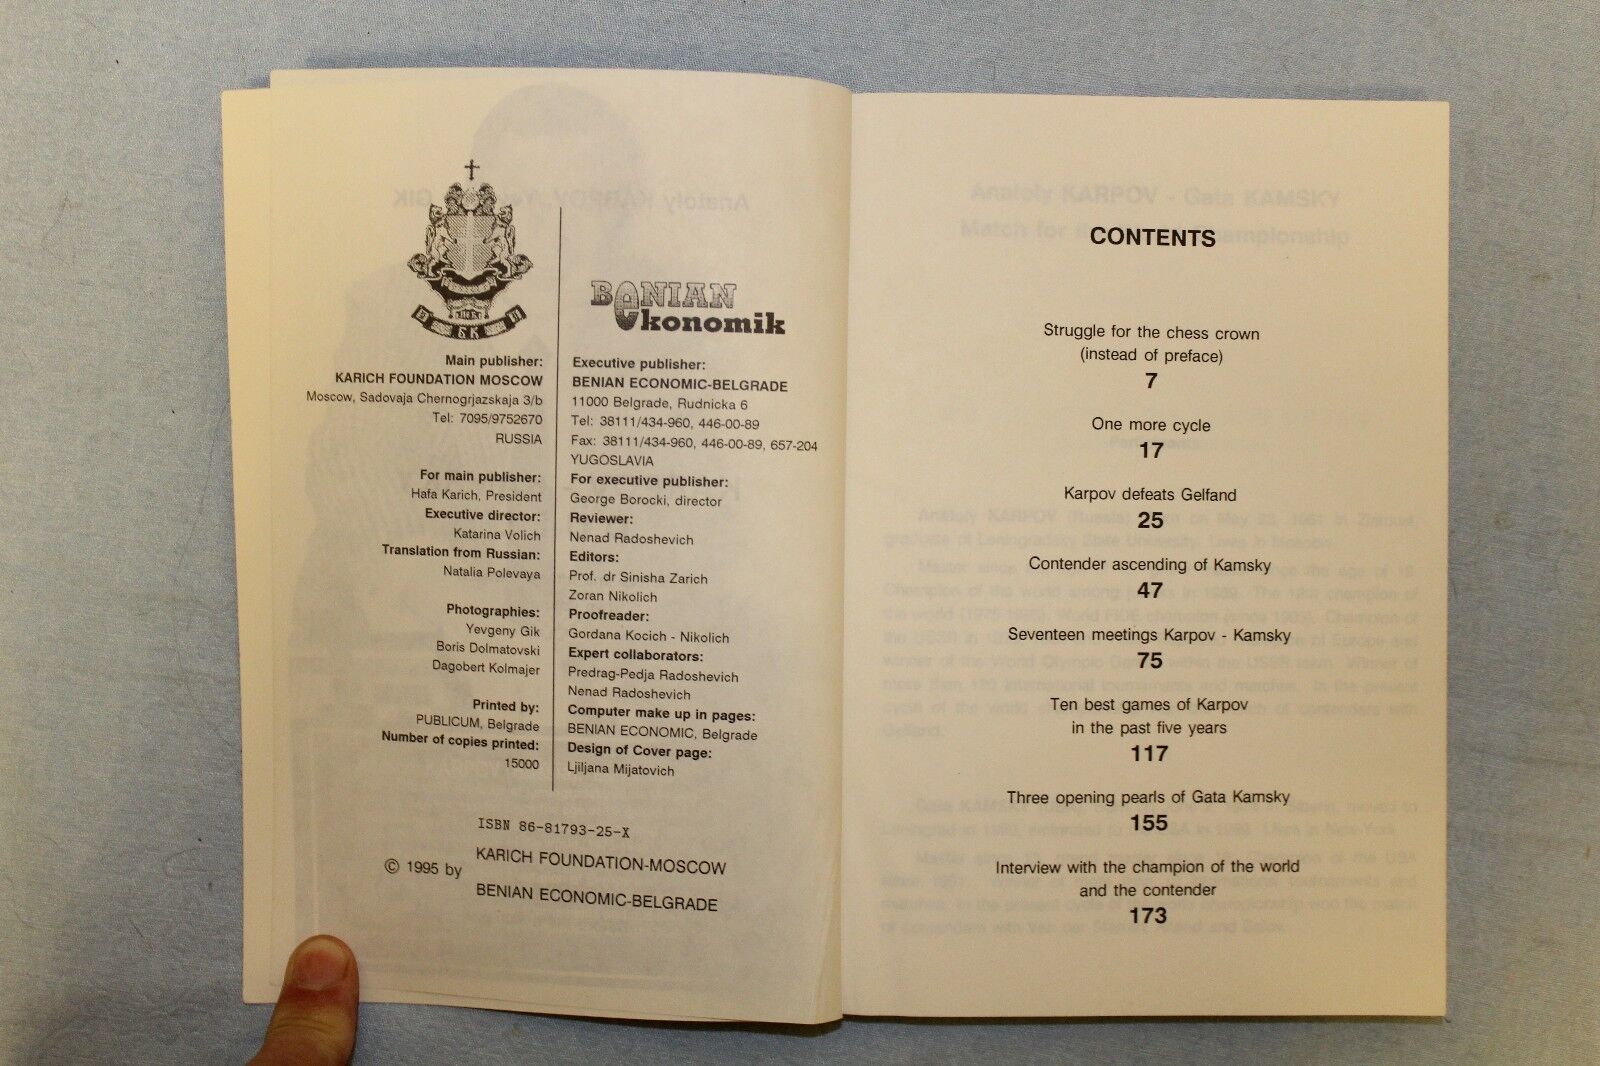 BENIAN
ekonomik
Main publisher:
KARICH FOUNDATION MOSCOW
Moscow, Sadovaja Chernogrjazskaja 3/b
Tel: 7095/9752670
RUSSIA
For main publisher:
Hafa Karich, President
Executive director:
Katarina Volich
Translation from Russian:
Natalia Polevaya
Photographies:
Yevgeny Gik
Boris Dolmatovski
Dagobert Kolmajer
Printed by:
PUBLICUM, Belgrade
Number of copies printed:
15000
Executive publisher:
BENIAN ECONOMIC-BELGRADE
11000 Belgrade, Rudnicka 6
Tel: 38111/434-960, 446-00-89
Fax: 38111/434-960, 446-00-89, 657-204
YUGOSLAVIA
For executive publisher:
George Borocki, director
Reviewer:
Nenad Radoshevich
Editors:
Prof. dr Sinisha Zarich
Zoran Nikolich
Proofreader:
Gordana Kocich - Nikolich
Expert collaborators:
Predrag-Pedja Radoshevich
Nenad Radoshevich
Computer make up in pages:
BENIAN ECONOMIC, Belgrade
Design of Cover page:
Ljiljana Mijatovich
ISBN 86-81793-25-X
© 1995 by
KARICH FOUNDATION-MOSCOW
BENIAN ECONOMIC-BELGRADE
CONTENTS
Struggle for the chess crown
(instead of preface)
7
One more cycle
17
Karpov defeats Gelfand
25
Contender ascending of Kamsky
47
Seventeen meetings Karpov - Kamsky
75
Ten best games of Karpov
in the past five years
117
Three opening pearls of Gata Kamsky
155
Interview with the champion of the world
and the contender
173